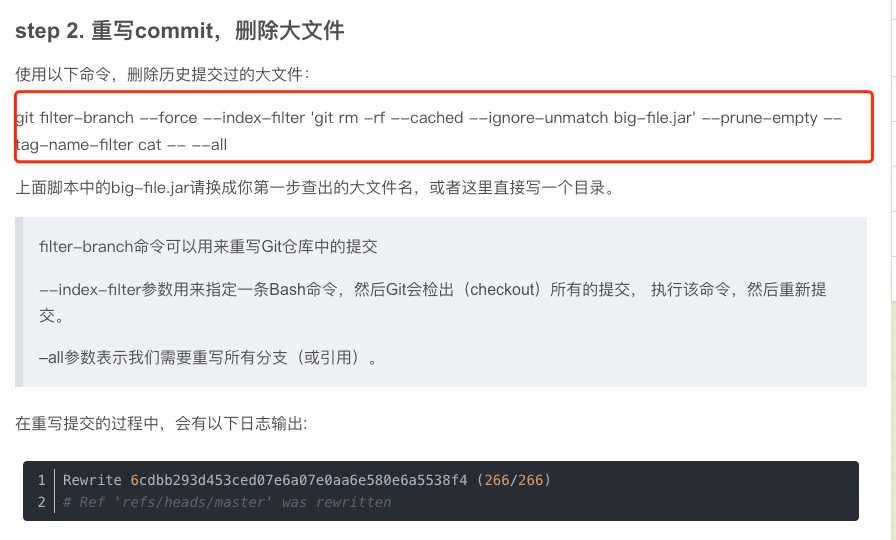 step 2. 重写commit，删除大文件
使用以下命令，删除历史提交过的大文件：
git filter-branch --force --index-filter 'git rm -rf --cached --ignore-unmatch big-file.jar' --prune-empty --
tag-name-filter cat -- --all
上面脚本中的big-file.jar请换成你第一步查出的大文件名，或者这里直接写一个目录。
filter-branch命令可以用来重写Git仓库中的提交
--index-filter参数用来指定一条Bash命令，然后Git会检出（checkout）所有的提交， 执行该命令，然后重新提
交。
–all参数表示我们需要重写所有分支（或引用）。
在重写提交的过程中，会有以下日志输出:
1 Rewrite 6cdbb293d453ced07e6a07e0aa6e580e6a5538f4 (266/266)
2 # Ref 'refs/heads/master' was rewritten